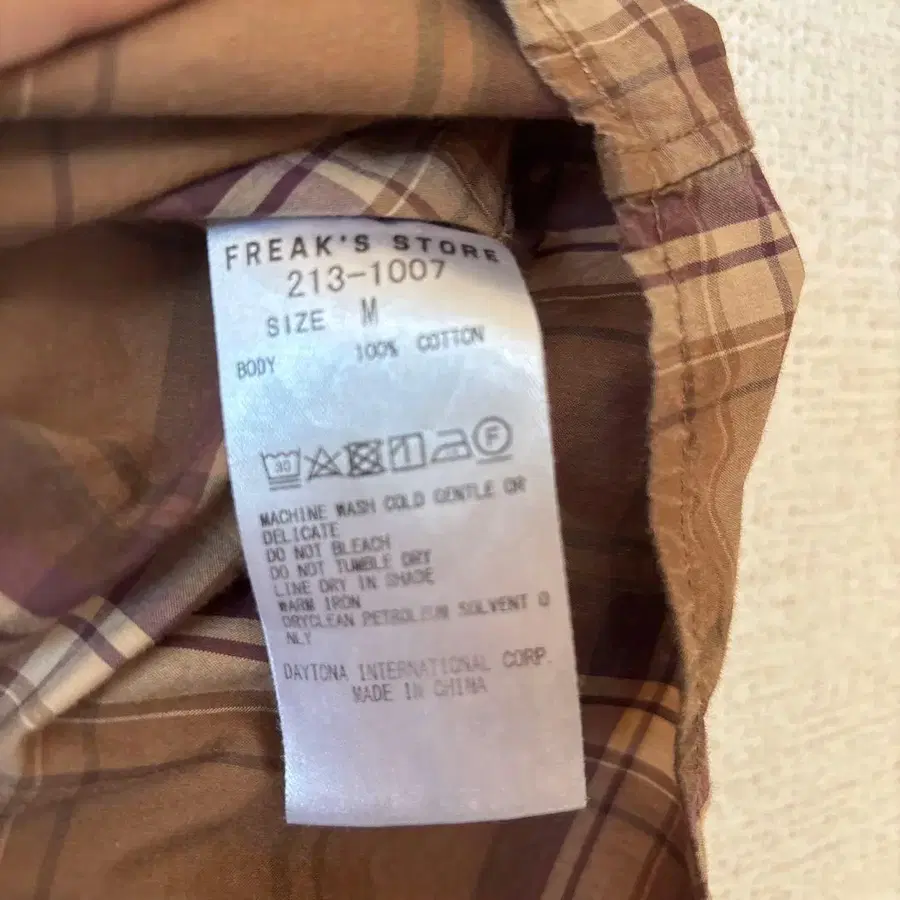 FREAK'S STORE
213-1007
SIZE M
BODY 100% COTTON
30 F
MACHINE WASH COLD GENTLE OR
DELICATE
DO NOT BLEACH
DO NOT TUMBLE DRY
LINE DRY IN SHADE
WARM IRON
DRYCLEAN PETROLEUM SOLVENT O
NLY
DAYTONA INTERNATIONAL CORP.
MADE IN CHINA